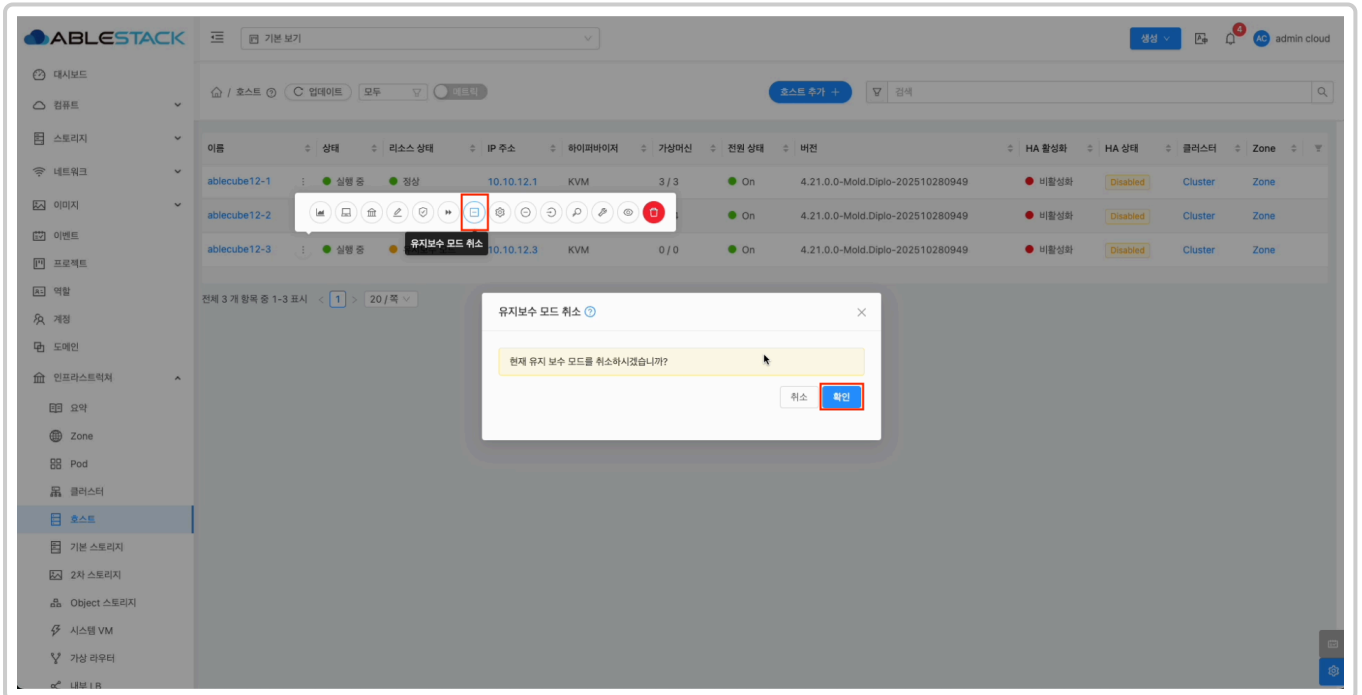 ABLESTACK
기본 보기
생성
4
AC
admin cloud
대시보드
컴퓨트
스토리지
네트워크
이미지
이벤트
프로젝트
역할
계정
도메인
인프라스트럭쳐
요약
Zone
Pod
클러스터
호스트
기본 스토리지
2차 스토리지
Object 스토리지
시스템 VM
가상 라우터
내부 LB
/ 호스트 업데이트 모두 메트릭
호스트 추가 +
검색
이름 상태 리소스 상태 IP 주소 하이퍼바이저 가상머신 전원 상태 버전 HA 활성화 HA 상태 클러스터 Zone
ablecube12-1 실행 중 정상 10.10.12.1 KVM 3 / 3 On 4.21.0.0-Mold.Diplo-202510280949 비활성화 Disabled Cluster Zone
ablecube12-2 On 4.21.0.0-Mold.Diplo-202510280949 비활성화 Disabled Cluster Zone
유지보수 모드 취소
ablecube12-3 실행 중 10.10.12.3 KVM 0 / 0 On 4.21.0.0-Mold.Diplo-202510280949 비활성화 Disabled Cluster Zone
전체 3 개 항목 중 1-3 표시 < 1 > 20 / 쪽
유지보수 모드 취소
현재 유지 보수 모드를 취소하시겠습니까?
취소 확인